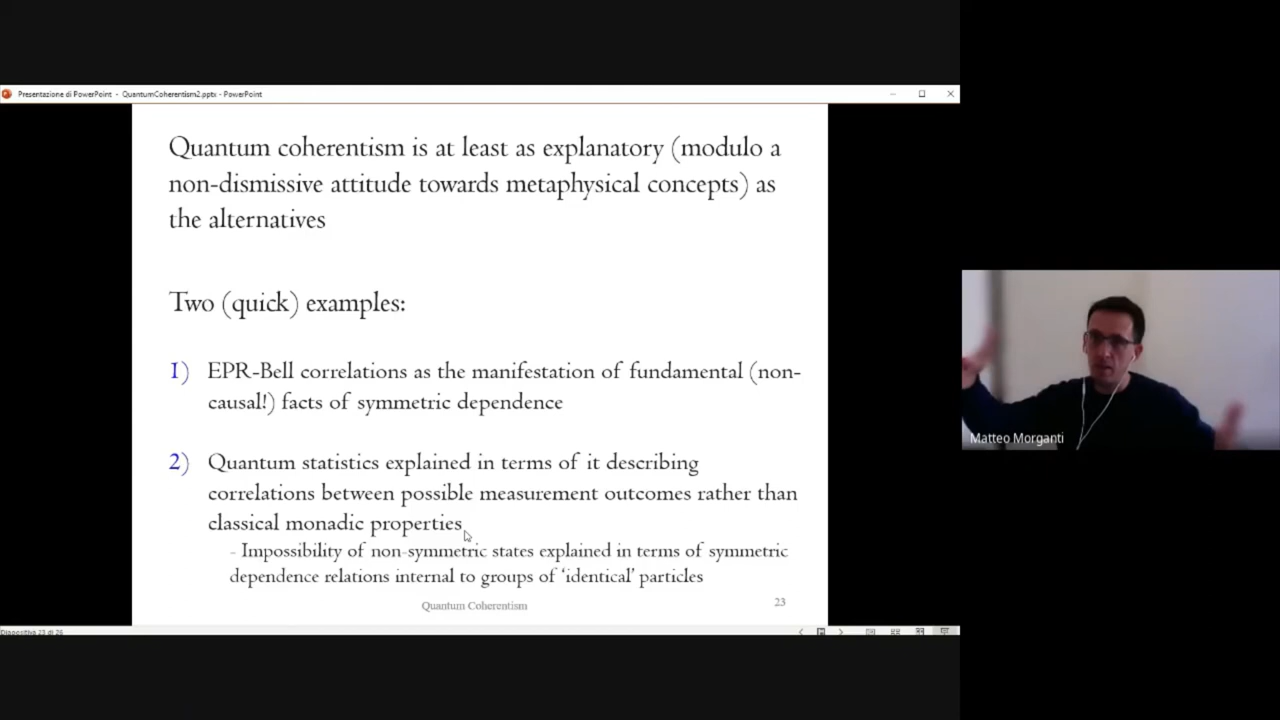 Presentazione di PowerPoint - QuantumCoherentism2.pptx - PowerPoint
Quantum coherentism is at least as explanatory (modulo a
non-dismissive attitude towards metaphysical concepts) as
the alternatives
Two (quick) examples:
1) EPR-Bell correlations as the manifestation of fundamental (non-
causal!) facts of symmetric dependence
2) Quantum statistics explained in terms of it describing
correlations between possible measurement outcomes rather than
classical monadic properties
- Impossibility of non-symmetric states explained in terms of symmetric
dependence relations internal to groups of ‘identical’ particles
Quantum Coherentism
23
Diapositiva 23 di 26
Matteo Morganti